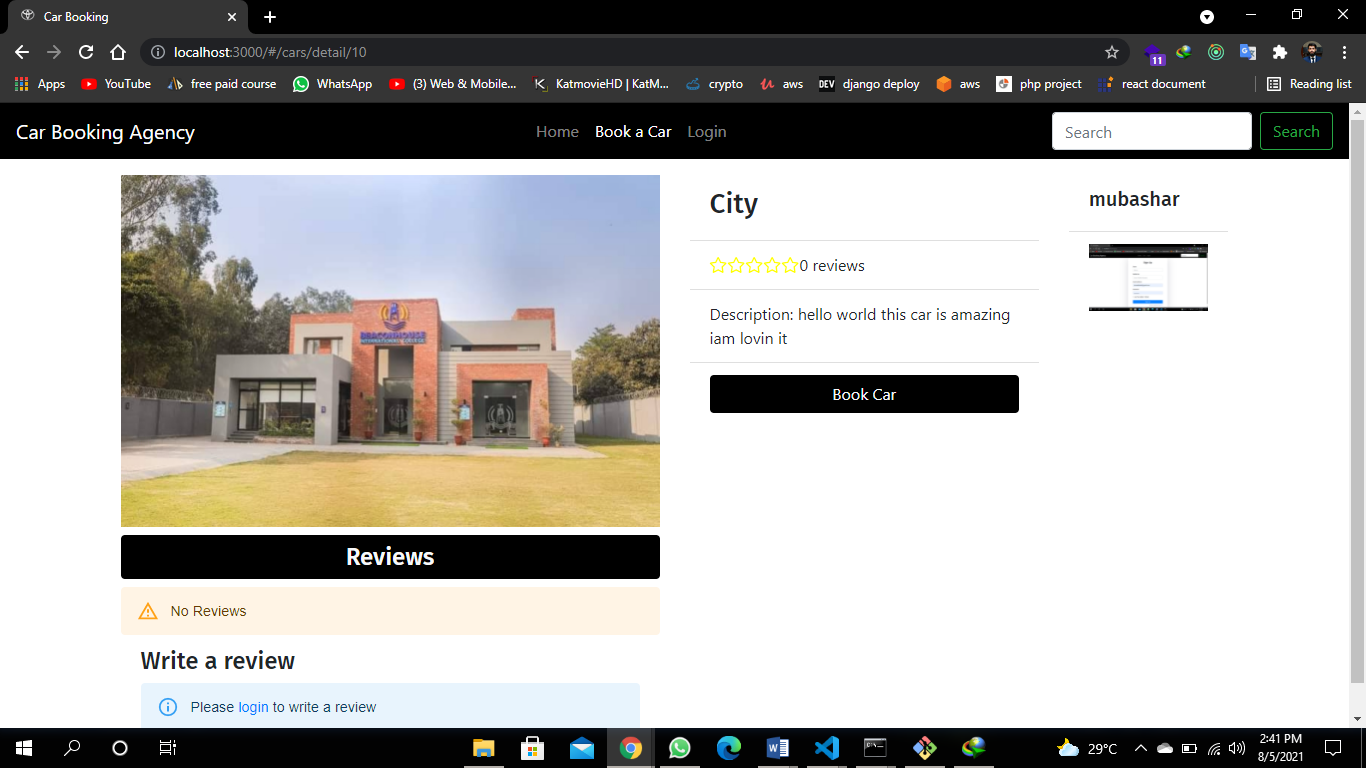 Car Booking
localhost:3000/#/cars/detail/10
11
Apps
YouTube
free paid course
WhatsApp
(3) Web & Mobile...
KatmovieHD | KatM...
crypto
aws
DEV
django deploy
aws
php project
react document
Reading list
Car Booking Agency
Home
Book a Car
Login
Search
Search
City
0 reviews
Description: hello world this car is amazing
iam lovin it
Book Car
mubashar
BEACONHOUSE
Reviews
No Reviews
Write a review
Please login to write a review
29°C
2:41 PM
8/5/2021